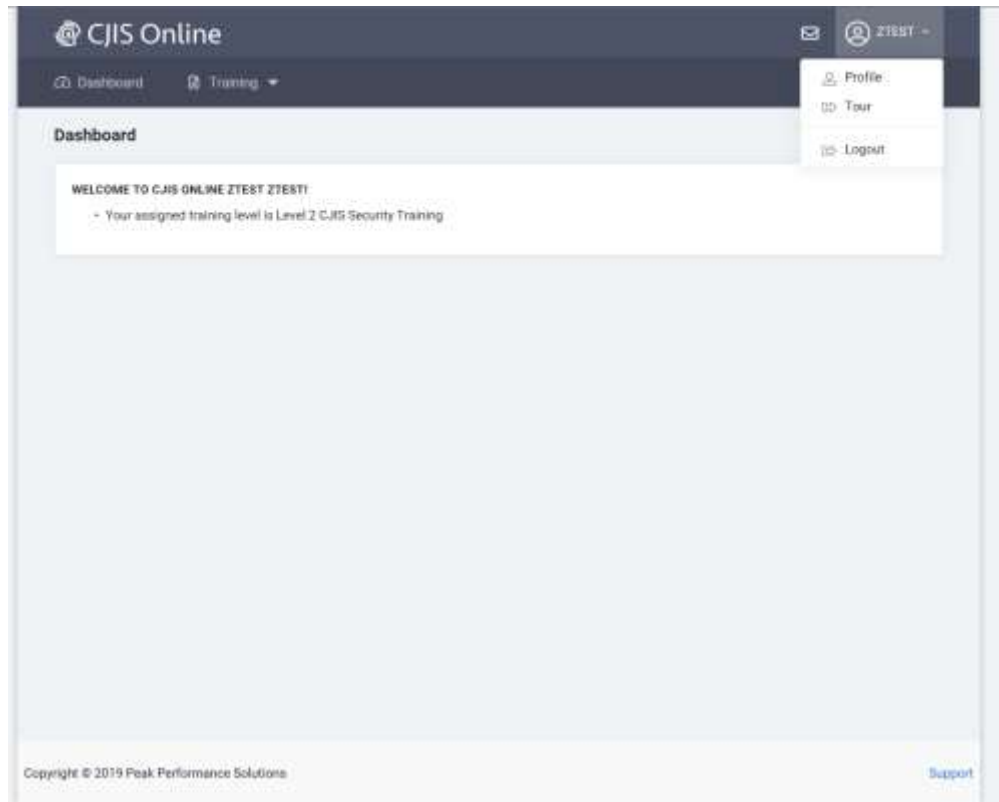 CJIS Online
ZTEST
Dashboard
Training
Profile
Tour
Logout
Dashboard
WELCOME TO CJIS ONLINE ZTEST ZTEST!
- Your assigned training level is Level 2 CJIS Security Training
Copyright © 2019 Peak Performance Solutions
Support